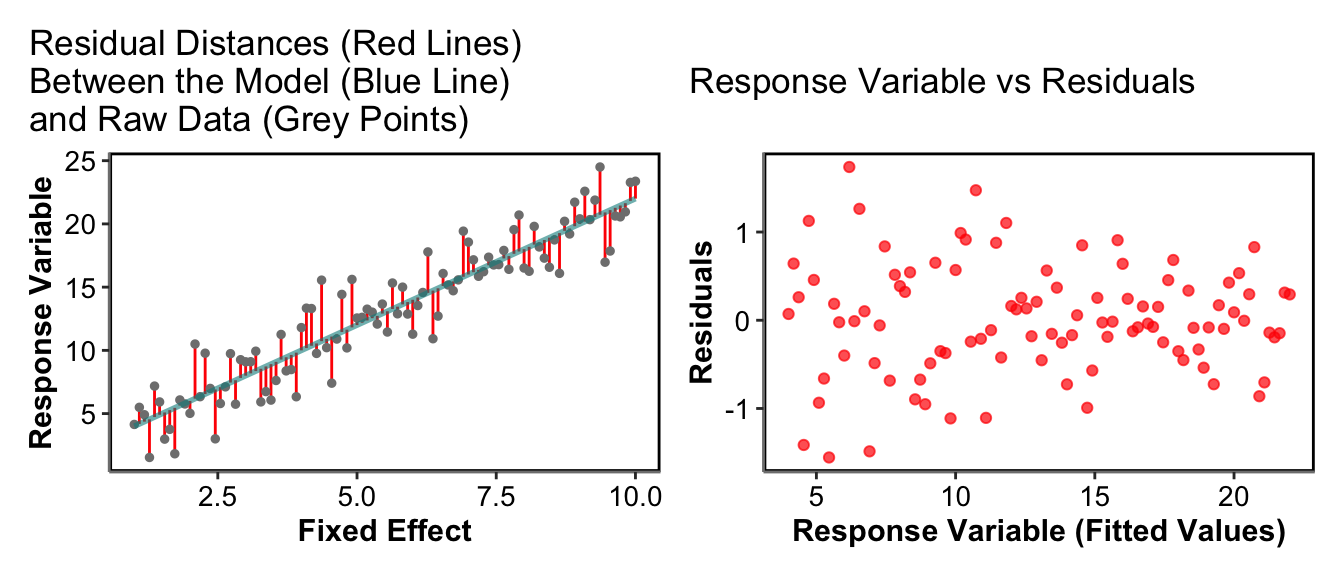 Residual Distances (Red Lines)
Between the Model (Blue Line)
and Raw Data (Grey Points)
25
20
15
10
5
Response Variable
2.5 5.0 7.5 10.0
Fixed Effect
Response Variable vs Residuals
1
0
-1
Residuals
5 10 15 20
Response Variable (Fitted Values)